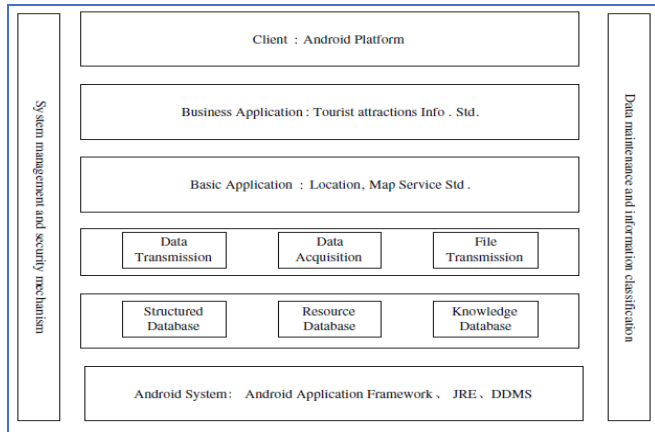 System management and security mechanism
Client : Android Platform
Business Application : Tourist attractions Info . Std.
Basic Application : Location, Map Service Std .
Data
Transmission
Data
Acquisition
File
Transmission
Structured
Database
Resource
Database
Knowledge
Database
Android System: Android Application Framework、 JRE、DDMS
Data maintenance and information classification